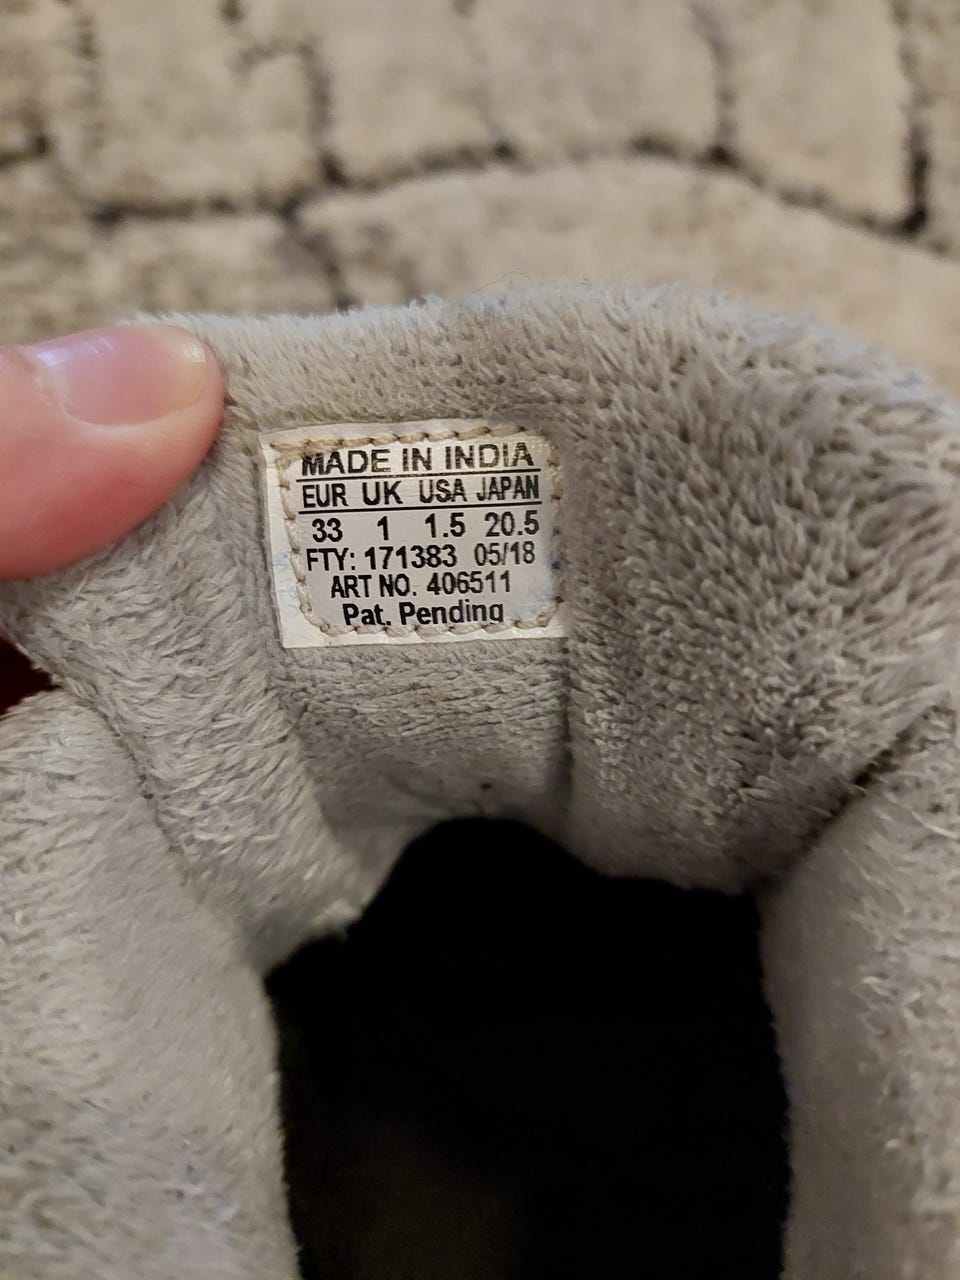 MADE IN INDIA
EUR UK USA JAPAN
33 1 1.5 20.5
FTY: 171383 05/18
ART NO. 406511
Pat. Pending